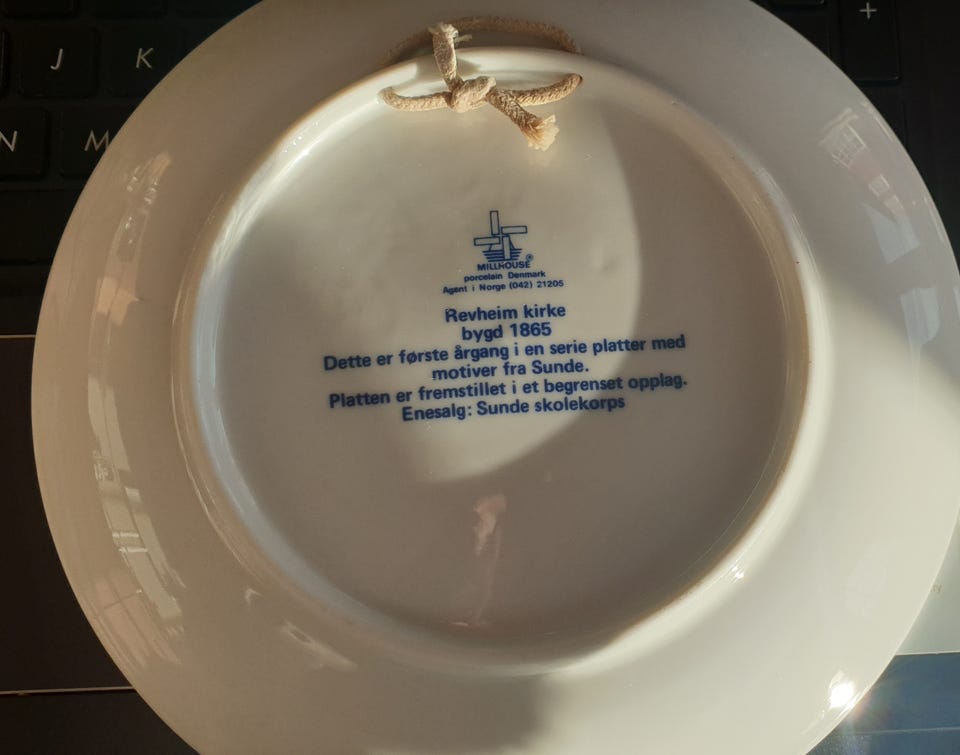 +
J K
N M
MILLHOUSE®
porcelain Denmark
Agent i Norge (042) 21205
Revheim kirke
bygd 1865
Dette er første årgang i en serie platter med
motiver fra Sunde.
Platten er fremstillet i et begrenset opplag.
Enesalg: Sunde skolekorps